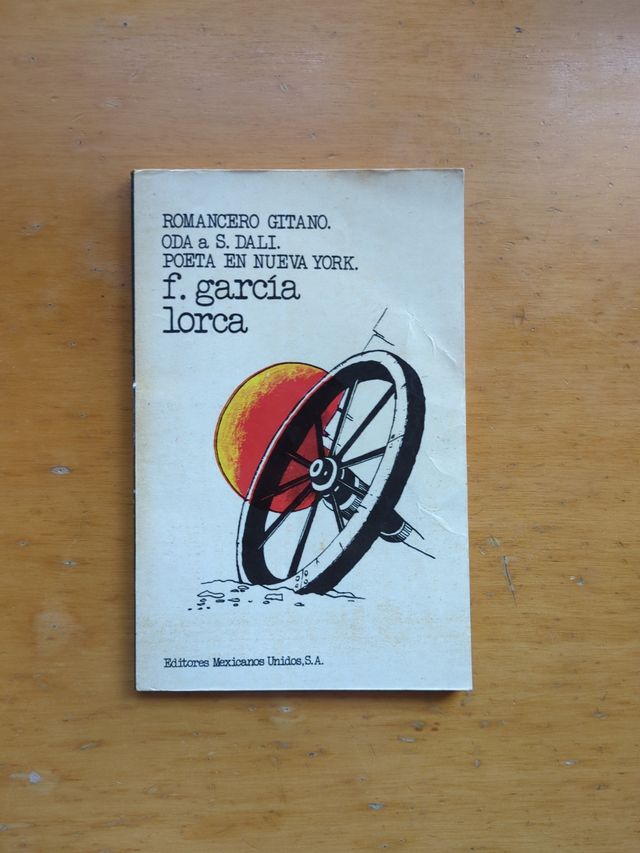 ROMANCERO GITANO.
ODA a S. DALI.
POETA EN NUEVA YORK.
f. garcía
lorca
Editores Mexicanos Unidos, S.A.